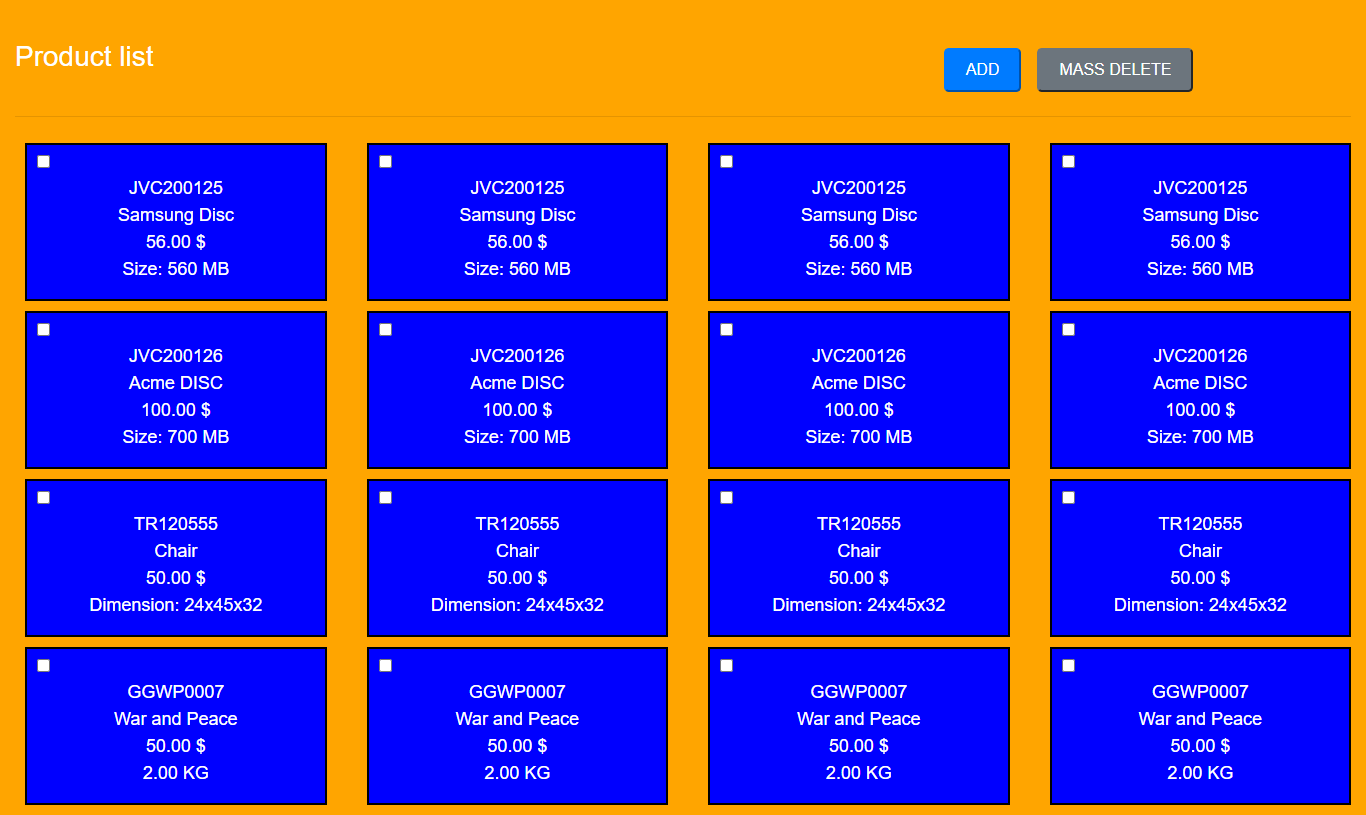 Product list
ADD
MASS DELETE
JVC200125
Samsung Disc
56.00 $
Size: 560 MB
JVC200125
Samsung Disc
56.00 $
Size: 560 MB
JVC200125
Samsung Disc
56.00 $
Size: 560 MB
JVC200125
Samsung Disc
56.00 $
Size: 560 MB
JVC200126
Acme DISC
100.00 $
Size: 700 MB
JVC200126
Acme DISC
100.00 $
Size: 700 MB
JVC200126
Acme DISC
100.00 $
Size: 700 MB
JVC200126
Acme DISC
100.00 $
Size: 700 MB
TR120555
Chair
50.00 $
Dimension: 24x45x32
TR120555
Chair
50.00 $
Dimension: 24x45x32
TR120555
Chair
50.00 $
Dimension: 24x45x32
TR120555
Chair
50.00 $
Dimension: 24x45x32
GGWP0007
War and Peace
50.00 $
2.00 KG
GGWP0007
War and Peace
50.00 $
2.00 KG
GGWP0007
War and Peace
50.00 $
2.00 KG
GGWP0007
War and Peace
50.00 $
2.00 KG